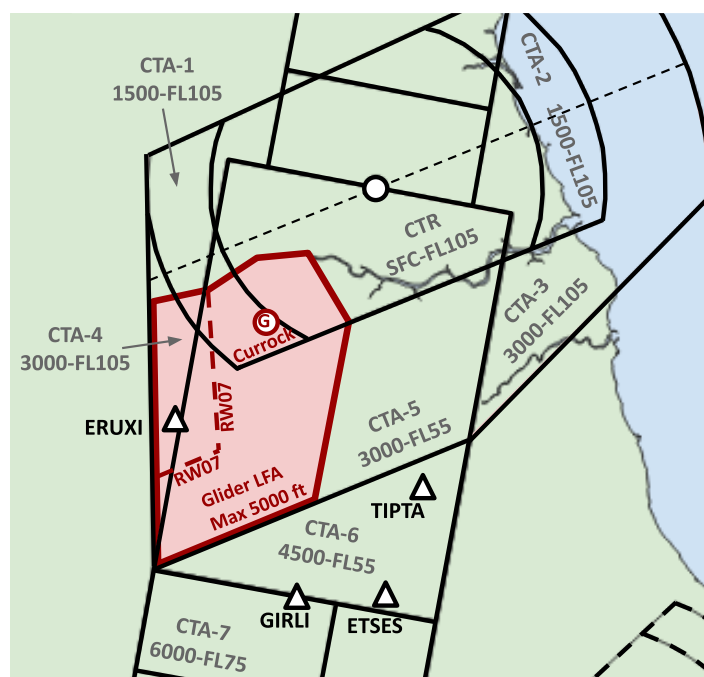 CTA-1
1500-FL105
CTA-2 1500-FL105
CTR
SFC-FL105
CTA-3
3000-FL105
CTA-4
3000-FL105
G
Currock
ERUXI
RW07
RW07
Glider LFA
Max 5000 ft
CTA-5
3000-FL55
TIPTA
CTA-6
4500-FL55
GIRLI
ETSES
CTA-7
6000-FL75